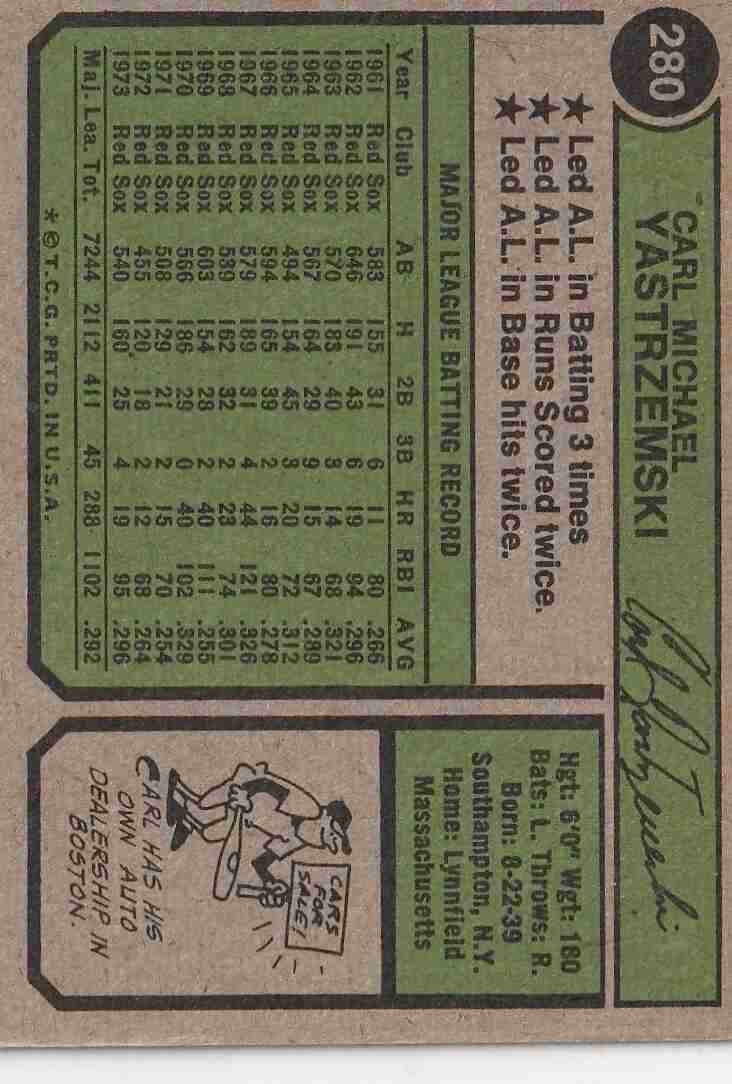 280
CARL MICHAEL
YASTRZEMSKI
Carl Yastrzemski
★ Led A.L. in Batting 3 times
★ Led A.L. in Runs Scored twice.
★ Led A.L. in Base hits twice.
MAJOR LEAGUE BATTING RECORD
Year Club AB H 2B 3B HR RBI AVG
1961 Red Sox 583 155 31 6 11 80 .266
1962 Red Sox 646 191 43 6 19 94 .296
1963 Red Sox 570 183 40 3 14 68 .321
1964 Red Sox 567 164 29 9 15 67 .289
1965 Red Sox 494 154 45 3 20 72 .312
1966 Red Sox 594 165 39 2 16 80 .278
1967 Red Sox 579 189 31 4 44 121 .326
1968 Red Sox 539 162 32 2 23 74 .301
1969 Red Sox 603 154 28 2 40 111 .255
1970 Red Sox 566 186 29 0 40 102 .329
1971 Red Sox 508 129 21 2 15 70 .254
1972 Red Sox 455 120 18 2 12 68 .264
1973 Red Sox 540 160 25 4 19 95 .296
Maj. Lea. Tot. 7244 2112 411 45 288 1102 .292
* © T.C.G. PRTD. IN U.S.A.
Hgt: 6'0" Wgt: 180
Bats: L. Throws: R.
Born: 8-22-39
Southampton, N.Y.
Home: Lynnfield
Massachusetts
CARS
FOR
SALE!
CARL HAS HIS
OWN AUTO
DEALERSHIP IN
BOSTON.